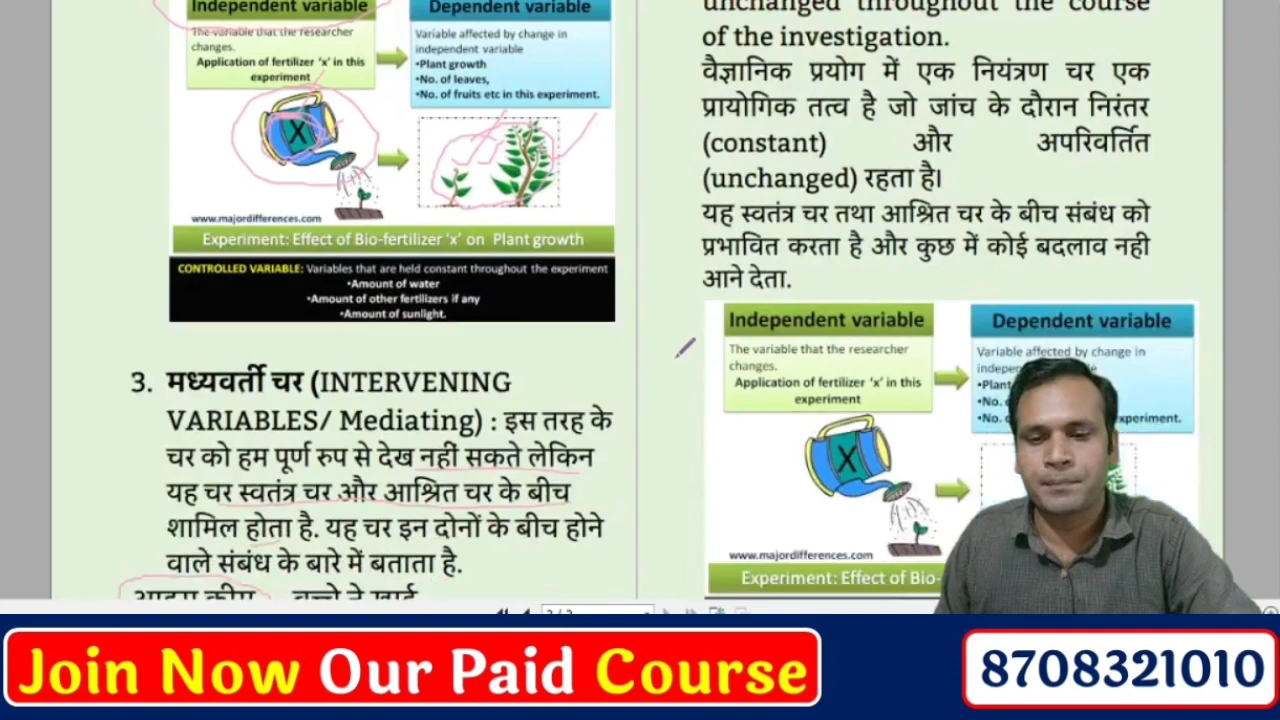 Independent variable
The variable that the researcher
changes.
Application of fertilizer 'x' in this
experiment
Dependent variable
Variable affected by change in
independent variable
•Plant growth
•No. of leaves,
•No. of fruits etc in this experiment.
X
www.majordifferences.com
Experiment: Effect of Bio-fertilizer 'x' on Plant growth
CONTROLLED VARIABLE: Variables that are held constant throughout the experiment
•Amount of water
•Amount of other fertilizers if any
•Amount of sunlight.
3. मध्यवर्ती चर (INTERVENING
VARIABLES/ Mediating) : इस तरह के
चर को हम पूर्ण रुप से देख नहीं सकते लेकिन
यह चर स्वतंत्र चर और आश्रित चर के बीच
शामिल होता है. यह चर इन दोनों के बीच होने
वाले संबंध के बारे में बताता है.
unchanged throughout the course
of the investigation.
वैज्ञानिक प्रयोग में एक नियंत्रण चर एक
प्रायोगिक तत्व है जो जांच के दौरान निरंतर
(constant) और अपरिवर्तित
(unchanged) रहता है।
यह स्वतंत्र चर तथा आश्रित चर के बीच संबंध को
प्रभावित करता है और कुछ में कोई बदलाव नही
आने देता.
Independent variable
The variable that the researcher
changes.
Application of fertilizer 'x' in this
experiment
Dependent variable
Variable affected by change in
•No.
•No. experiment.
X
www.majordifferences.com
Experiment: Effect of Bio-
Join Now Our Paid Course
8708321010